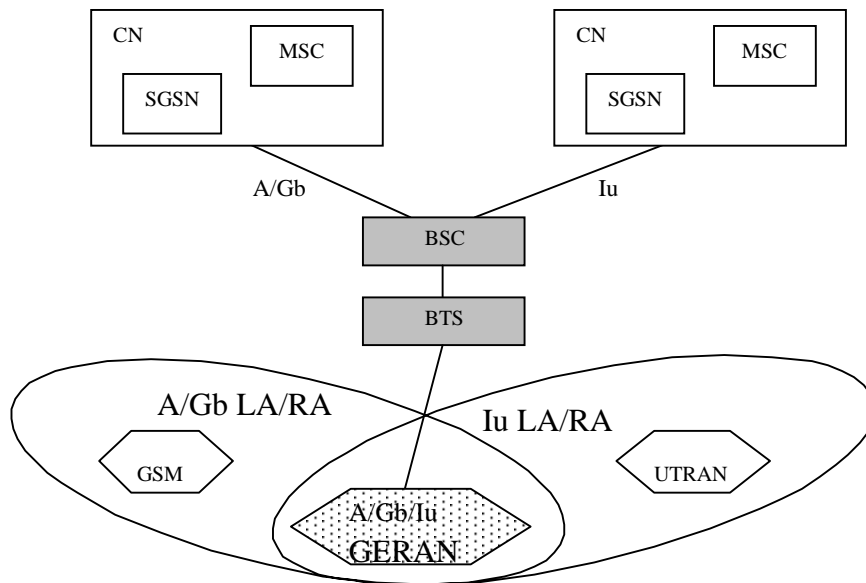 CN
MSC
SGSN
CN
MSC
SGSN
A/Gb
Iu
BSC
BTS
A/Gb LA/RA
Iu LA/RA
GSM
UTRAN
A/Gb/Iu
GERAN